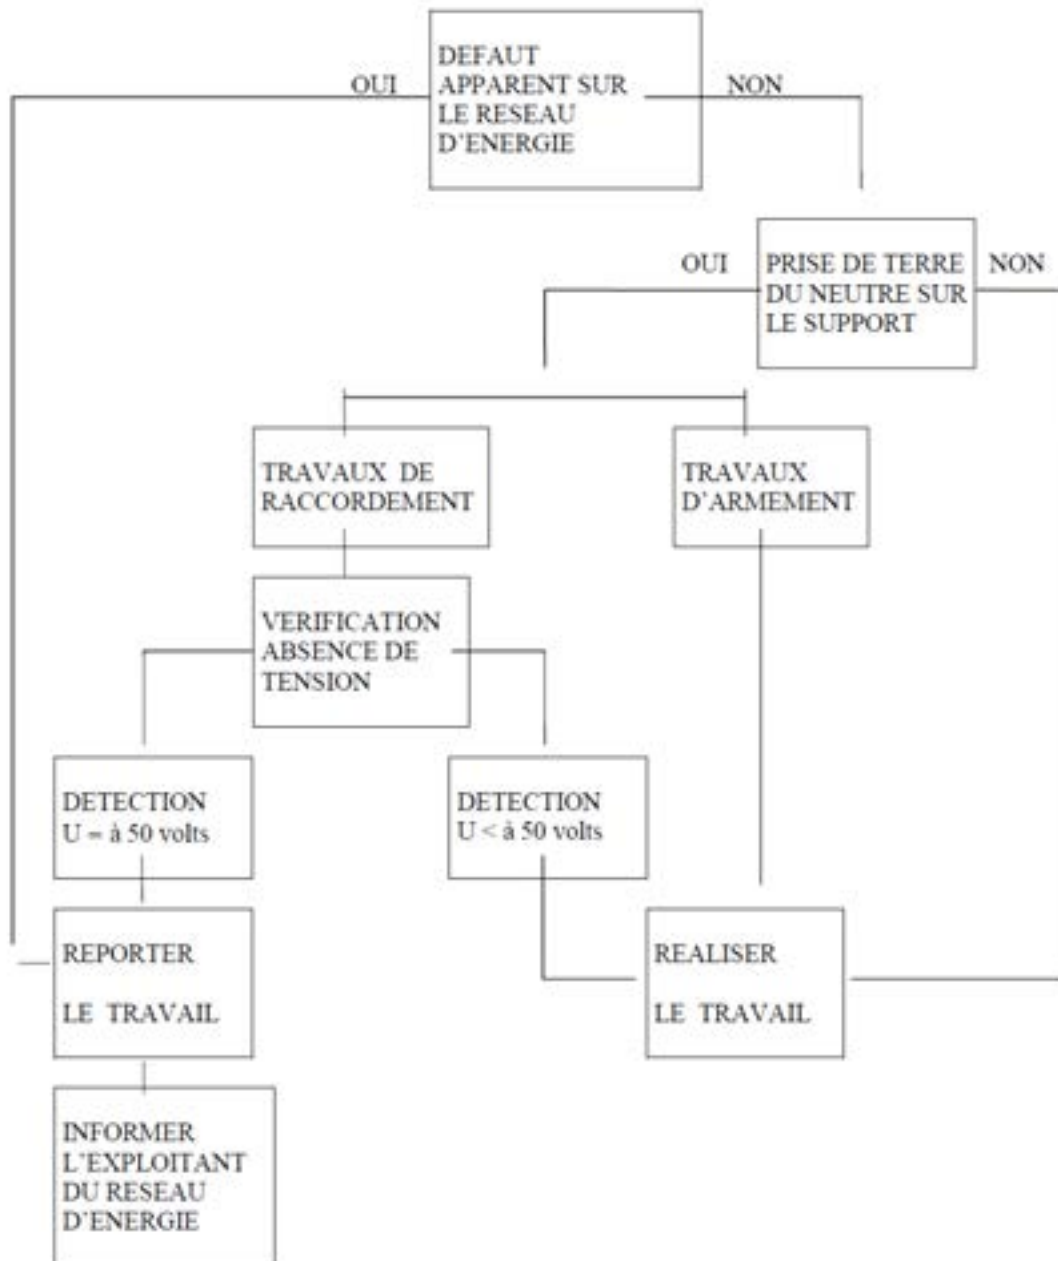 DEFAUT
OUI APPARENT SUR NON
LE RESEAU
D'ENERGIE
OUI PRISE DE TERRE NON
DU NEUTRE SUR
LE SUPPORT
TRAVAUX DE
RACCORDEMENT
TRAVAUX
D'ARMEMENT
VERIFICATION
ABSENCE DE
TENSION
DETECTION
U = à 50 volts
DETECTION
U < à 50 volts
REPORTER
LE TRAVAIL
REALISER
LE TRAVAIL
INFORMER
L'EXPLOITANT
DU RESEAU
D'ENERGIE